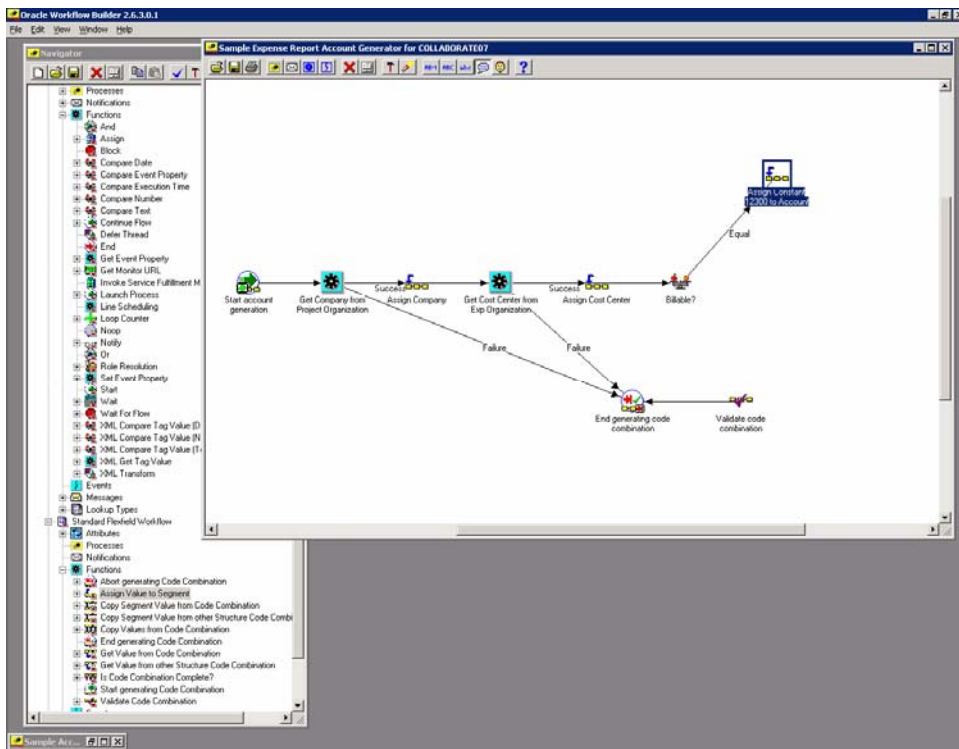 Oracle Workflow Builder 2.6.3.0.1
File Edit View Window Help
Navigator
Processes
Notifications
Functions
And
Assign
Block
Compare Date
Compare Event Property
Compare Execution Time
Compare Number
Compare Text
Continue Flow
Defer Thread
End
Get Event Property
Get Monitor URL
Invoke Service Fulfillment M
Launch Process
Line Scheduling
Loop Counter
Noop
Notify
Or
Role Resolution
Set Event Property
Start
Wait
Wait For Flow
XML Compare Tag Value (D
XML Compare Tag Value (N
XML Compare Tag Value (T
XML Get Tag Value
XML Transform
Events
Messages
Lookup Types
Standard Flexfield Workflow
Attributes
Processes
Notifications
Functions
Abort generating Code Combination
Assign Value to Segment
Copy Segment Value from Code Combination
Copy Segment Value from other Structure Code Combi
Copy Values from Code Combination
End generating Code Combination
Get Value from Code Combination
Get Value from other Structure Code Combination
Is Code Combination Complete?
Start generating Code Combination
Validate Code Combination
Sample Expense Report Account Generator for COLLABORATE07
Assign Constant
12300 to Account
Equal
Start account
generation
Get Company from
Project Organization
Success
Assign Company
Get Cost Center from
Exp Organization
Success
Assign Cost Center
Billable?
Failure
Failure
End generating code
combination
Validate code
combination
Sample Acc...